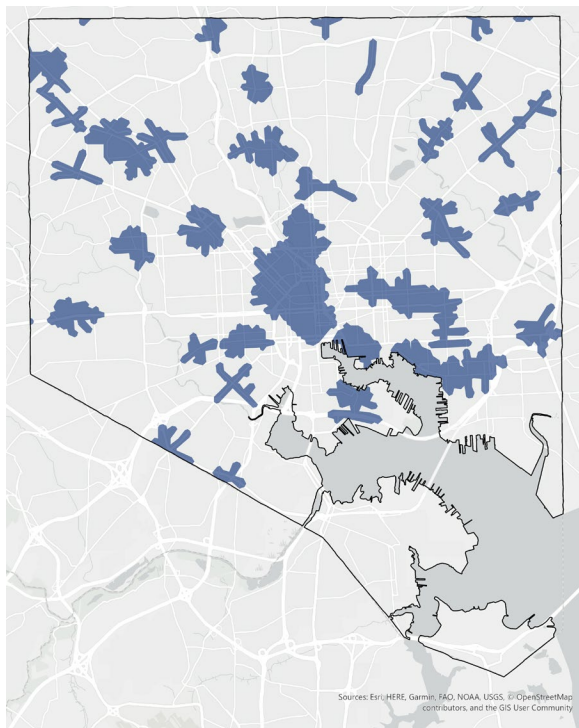 Sources: Esri, HERE, Garmin, FAO, NOAA, USGS, © OpenStreetMap
contributors, and the GIS User Community